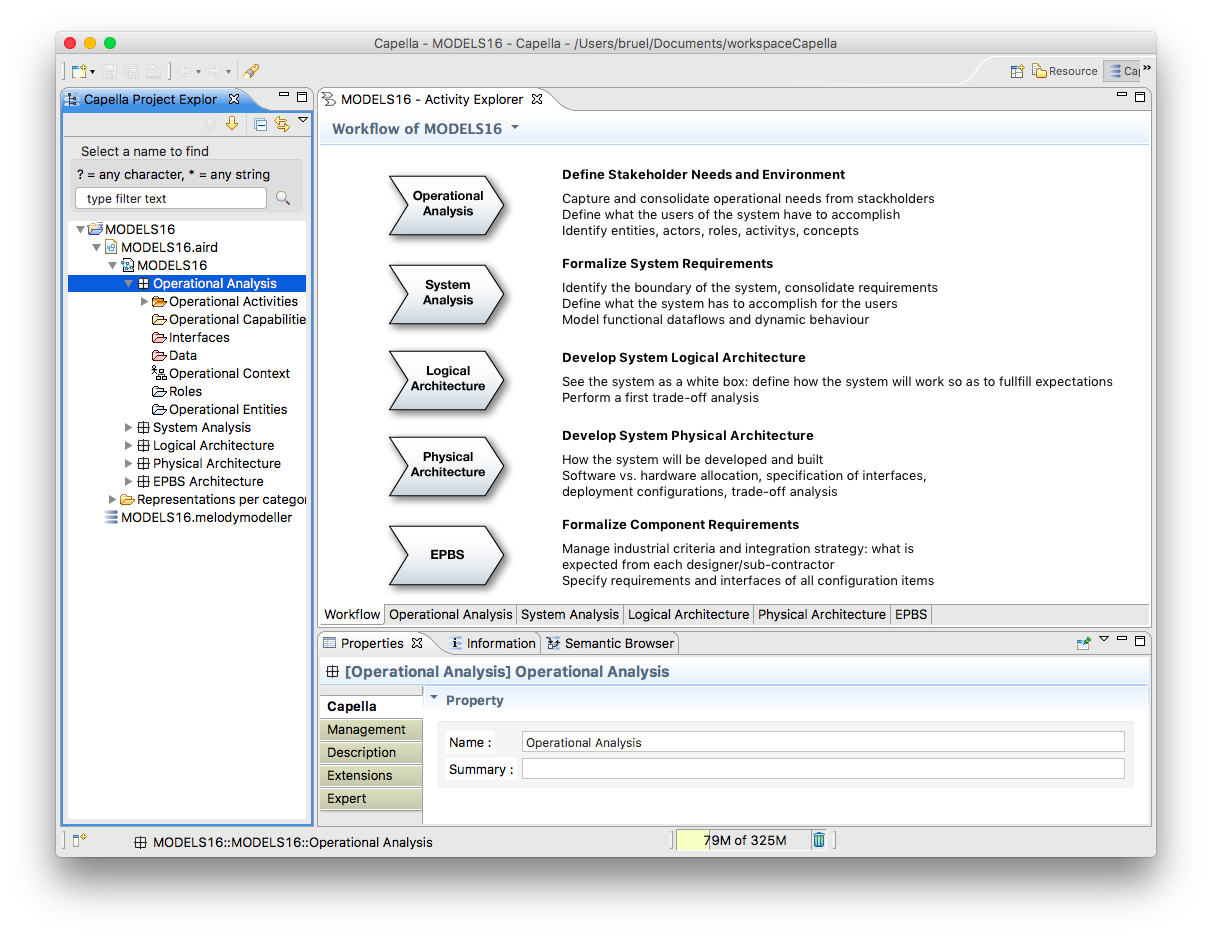 Capella - MODELS16 - Capella - /Users/bruel/Documents/workspaceCapella
Resource
Cap
Capella Project Explor
Select a name to find
? = any character, * = any string
type filter text
MODELS16
MODELS16.aird
MODELS16
Operational Analysis
Operational Activities
Operational Capabilitie
Interfaces
Data
Operational Context
Roles
Operational Entities
System Analysis
Logical Architecture
Physical Architecture
EPBS Architecture
Representations per catego
MODELS16.melodymodeller
MODELS16 - Activity Explorer
Workflow of MODELS16
Operational
Analysis
Define Stakeholder Needs and Environment
Capture and consolidate operational needs from stackholders
Define what the users of the system have to accomplish
Identify entities, actors, roles, activitys, concepts
System
Analysis
Formalize System Requirements
Identify the boundary of the system, consolidate requirements
Define what the system has to accomplish for the users
Model functional dataflows and dynamic behaviour
Logical
Architecture
Develop System Logical Architecture
See the system as a white box: define how the system will work so as to fullfill expectations
Perform a first trade-off analysis
Physical
Architecture
Develop System Physical Architecture
How the system will be developed and built
Software vs. hardware allocation, specification of interfaces,
deployment configurations, trade-off analysis
EPBS
Formalize Component Requirements
Manage industrial criteria and integration strategy: what is
expected from each designer/sub-contractor
Specify requirements and interfaces of all configuration items
Workflow Operational Analysis System Analysis Logical Architecture Physical Architecture EPBS
Properties Information Semantic Browser
[Operational Analysis] Operational Analysis
Capella
Management
Description
Extensions
Expert
Property
Name : Operational Analysis
Summary :
MODELS16::MODELS16::Operational Analysis
79M of 325M